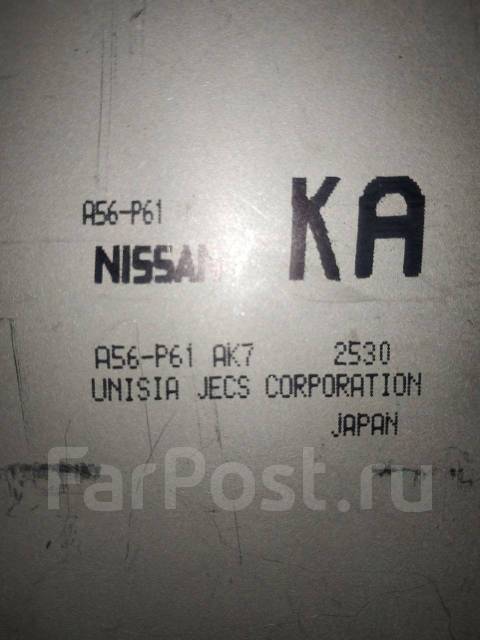 A56-P61
KA
NISSAN
A56-P61 AK7 2530
UNISIA JECS CORPORATION
JAPAN
FarPost.ru